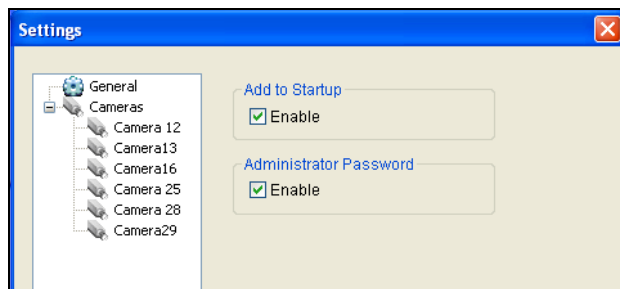 Settings
General
Cameras
Camera 12
Camera13
Camera16
Camera 25
Camera 28
Camera29
Add to Startup
Enable
Administrator Password
Enable